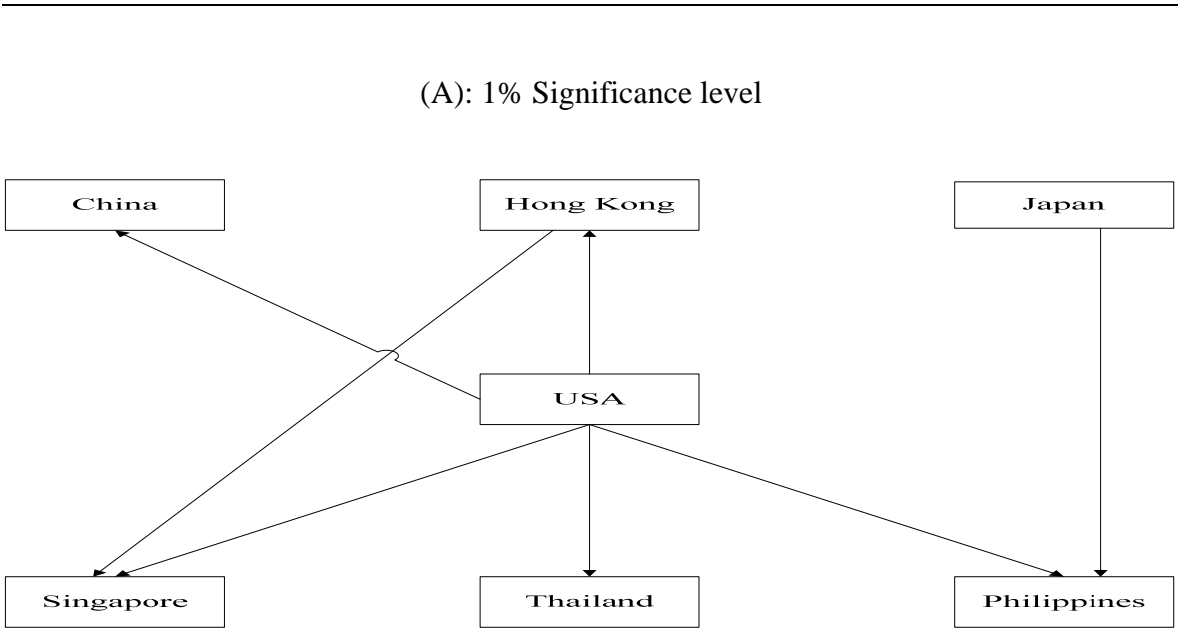 (A): 1% Significance level
China
Hong Kong
Japan
USA
Singapore
Thailand
Philippines